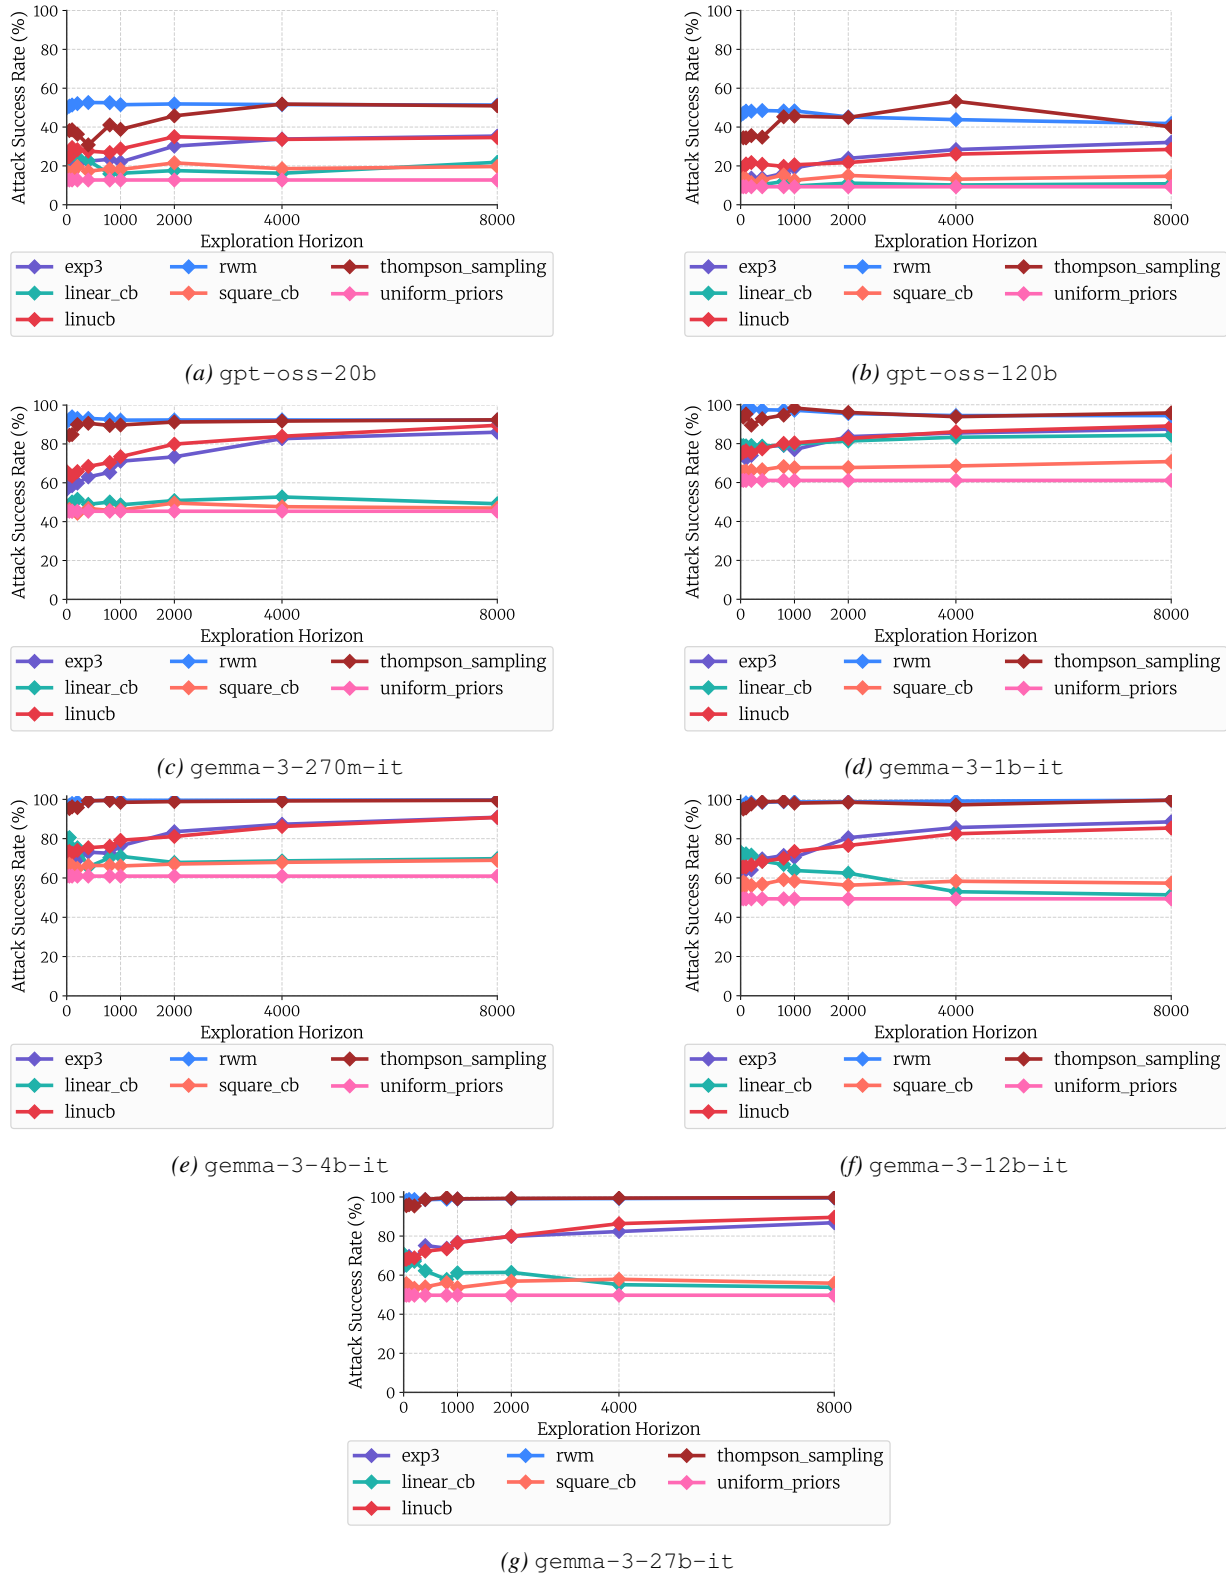 Attack Success Rate (%)
100
80
60
40
20
0
0 1000 2000 4000 8000
Exploration Horizon
exp3 rwm thompson_sampling
linear_cb square_cb uniform_priors
linucb
(a) gpt-oss-20b
Attack Success Rate (%)
100
80
60
40
20
0
0 1000 2000 4000 8000
Exploration Horizon
exp3 rwm thompson_sampling
linear_cb square_cb uniform_priors
linucb
(b) gpt-oss-120b
Attack Success Rate (%)
100
80
60
40
20
0
0 1000 2000 4000 8000
Exploration Horizon
exp3 rwm thompson_sampling
linear_cb square_cb uniform_priors
linucb
(c) gemma-3-270m-it
Attack Success Rate (%)
100
80
60
40
20
0
0 1000 2000 4000 8000
Exploration Horizon
exp3 rwm thompson_sampling
linear_cb square_cb uniform_priors
linucb
(d) gemma-3-1b-it
Attack Success Rate (%)
100
80
60
40
20
0
0 1000 2000 4000 8000
Exploration Horizon
exp3 rwm thompson_sampling
linear_cb square_cb uniform_priors
linucb
(e) gemma-3-4b-it
Attack Success Rate (%)
100
80
60
40
20
0
0 1000 2000 4000 8000
Exploration Horizon
exp3 rwm thompson_sampling
linear_cb square_cb uniform_priors
linucb
(f) gemma-3-12b-it
Attack Success Rate (%)
100
80
60
40
20
0
0 1000 2000 4000 8000
Exploration Horizon
exp3 rwm thompson_sampling
linear_cb square_cb uniform_priors
linucb
(g) gemma-3-27b-it